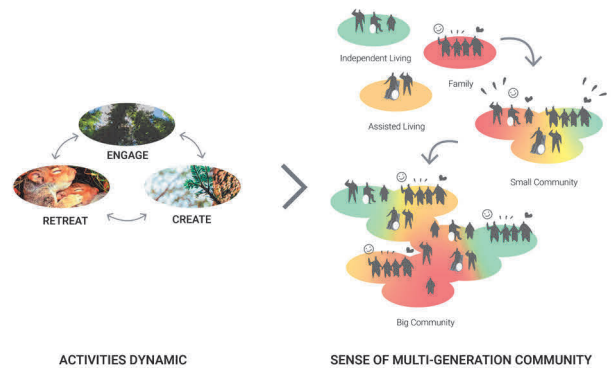 Independent Living
Family
Assisted Living
ENGAGE
Small Community
RETREAT
CREATE
Big Community
ACTIVITIES DYNAMIC
SENSE OF MULTI-GENERATION COMMUNITY